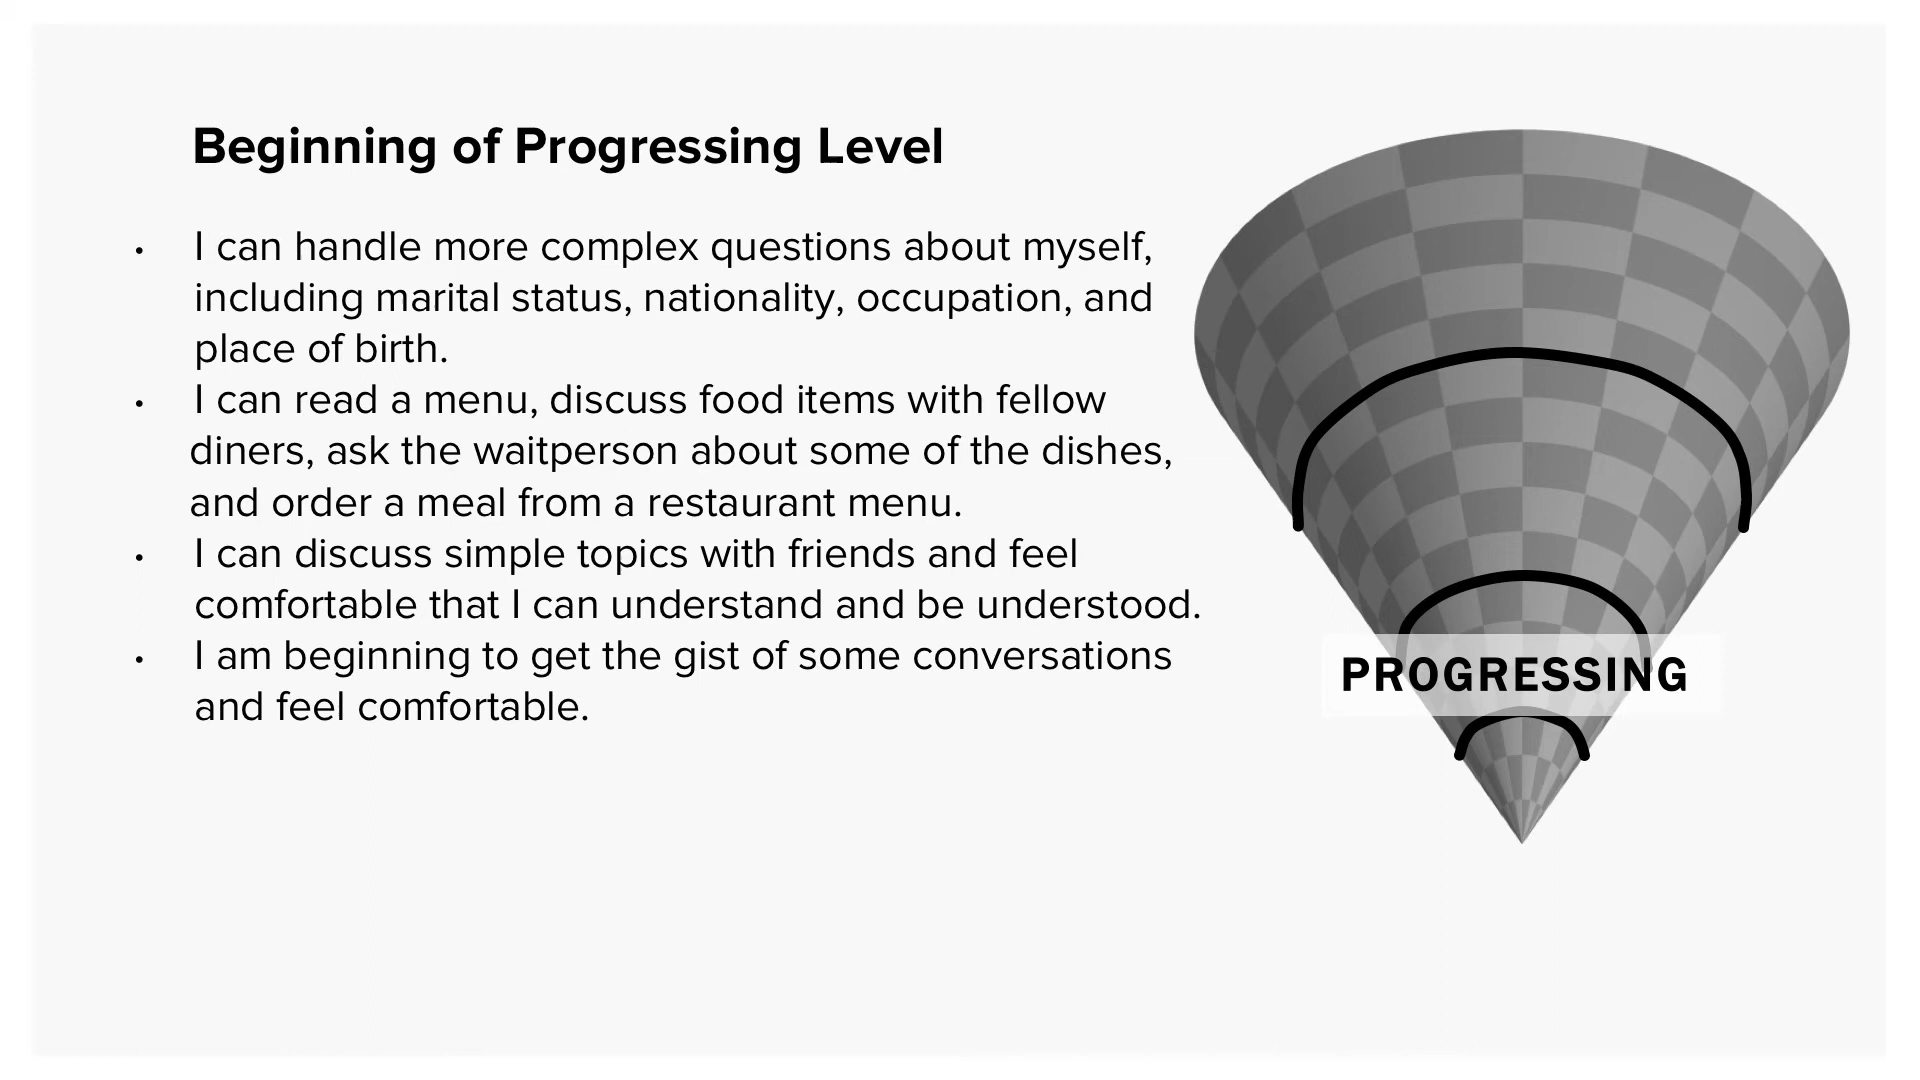 Beginning of Progressing Level
• I can handle more complex questions about myself,
including marital status, nationality, occupation, and
place of birth.
• I can read a menu, discuss food items with fellow
diners, ask the waitperson about some of the dishes,
and order a meal from a restaurant menu.
• I can discuss simple topics with friends and feel
comfortable that I can understand and be understood.
• I am beginning to get the gist of some conversations
and feel comfortable.
PROGRESSING